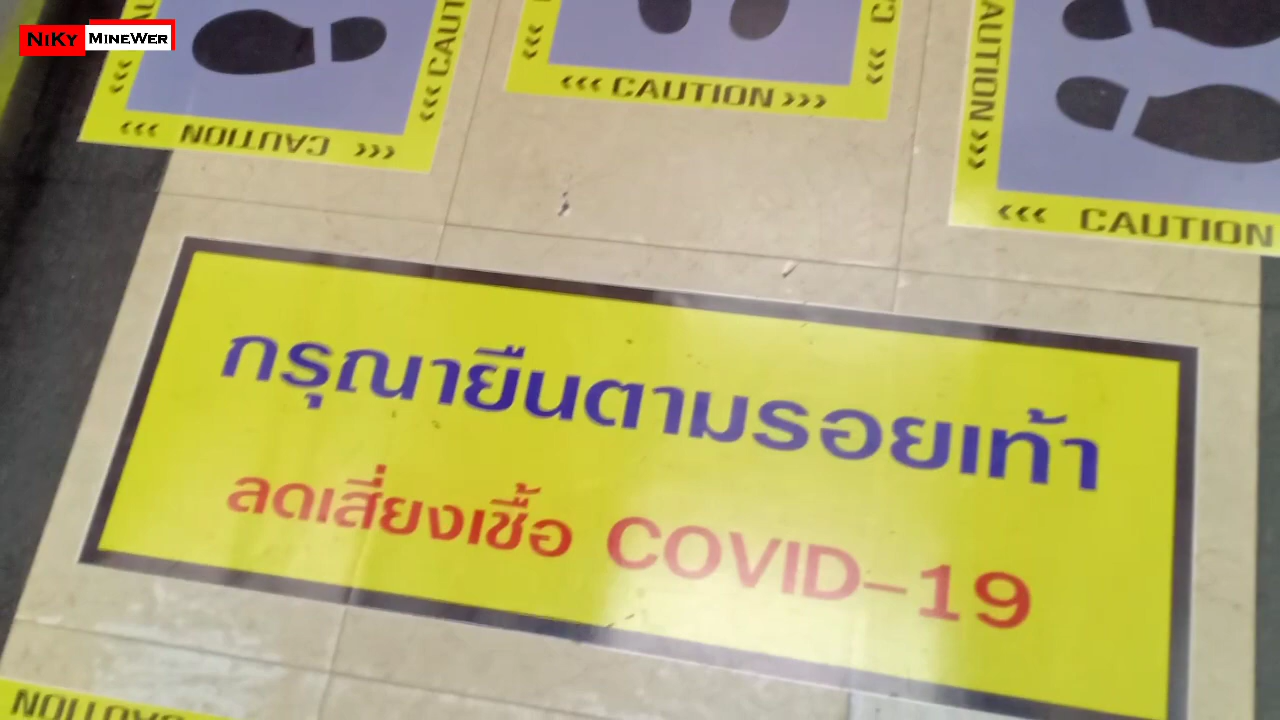 NiKy MineWer
CAUT
‹‹‹ CAUTION ›››
‹‹‹ CAUTION ›››
CAUTION ›››
‹‹‹ CAUTION
กรุณายืนตามรอยเท้า
ลดเสี่ยงเชื้อ COVID-19